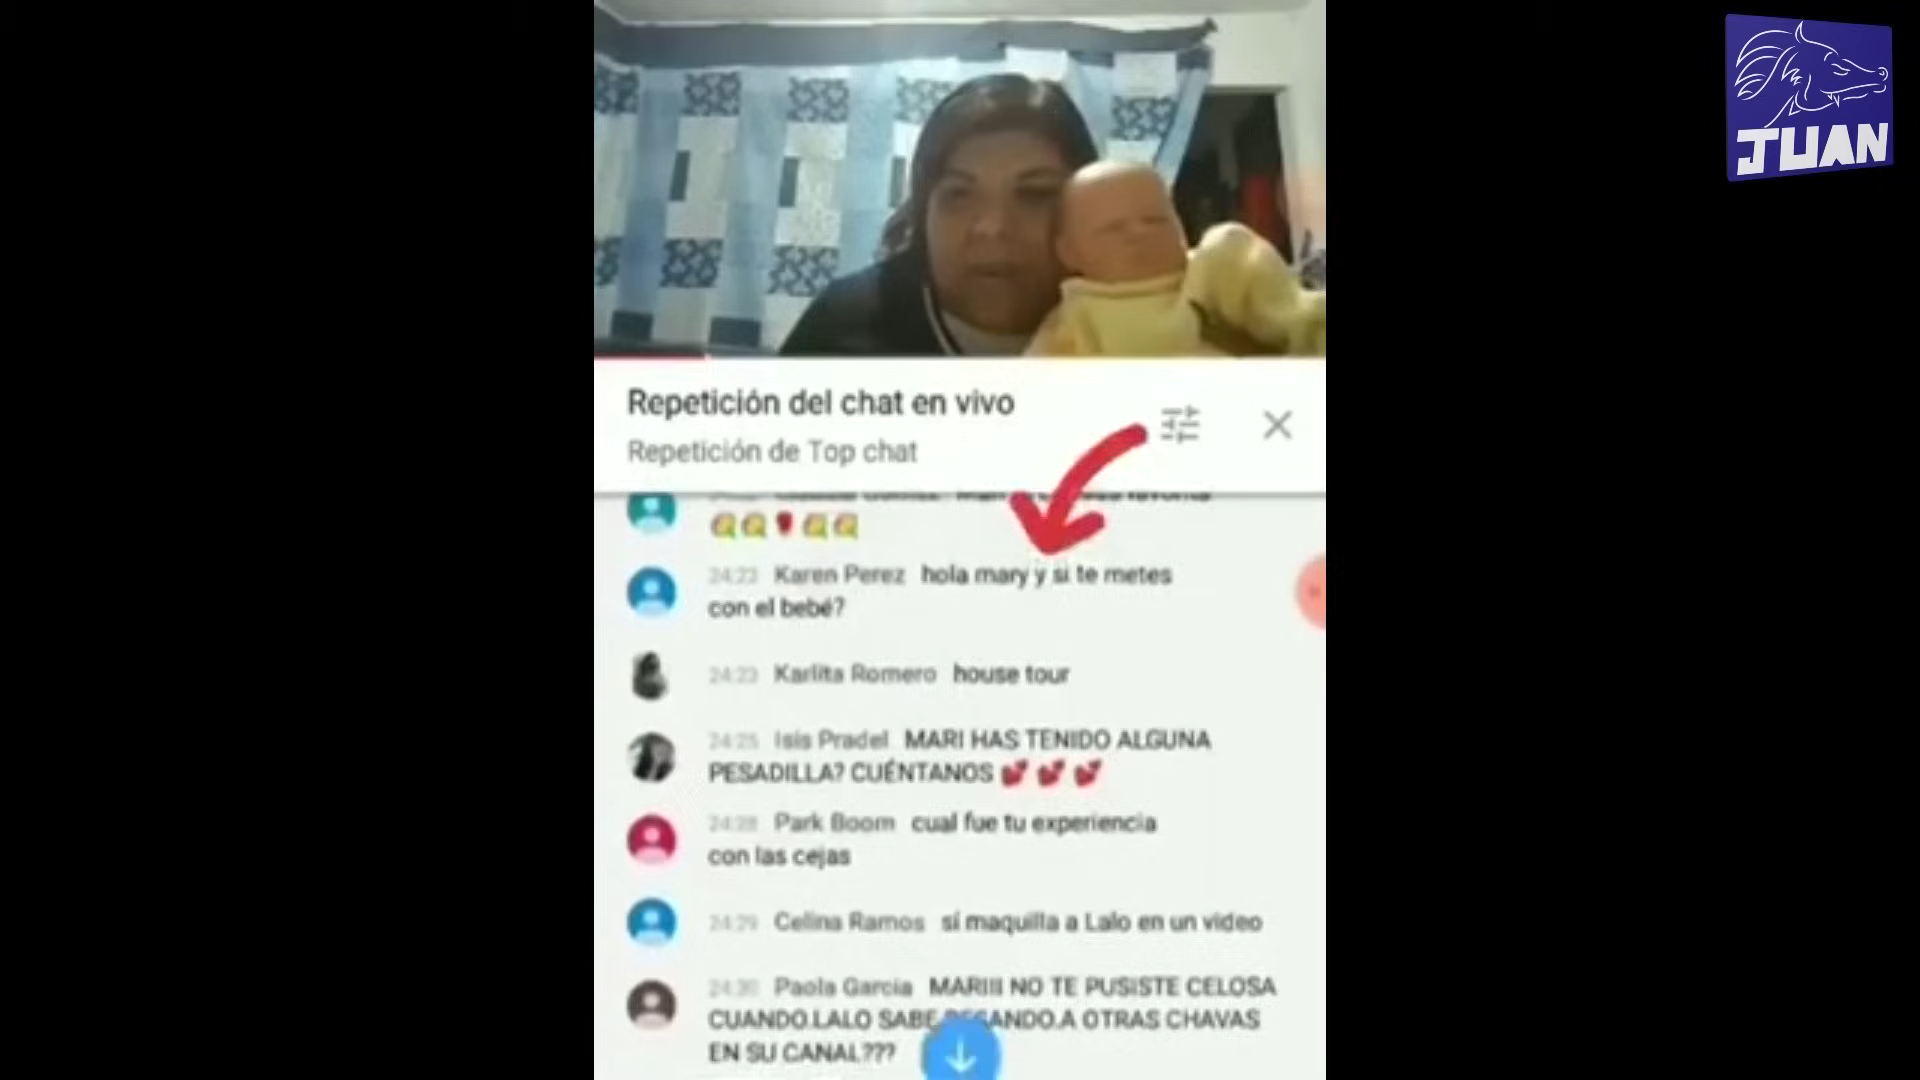 JUAN
Repetición del chat en vivo
Repetición de Top chat
24:23 Karen Perez hola mary y si te metes
con el bebé?
24:23 Karlita Romero house tour
24:25 Isis Pradel MARI HAS TENIDO ALGUNA
PESADILLA? CUÉNTANOS 💕 💕 💕
24:28 Park Boom cual fue tu experiencia
con las cejas
24:29 Celina Ramos sí maquilla a Lalo en un video
24:30 Paola Garcia MARIII NO TE PUSISTE CELOSA
CUANDO.LALO SABE A OTRAS CHAVAS
EN SU CANAL???